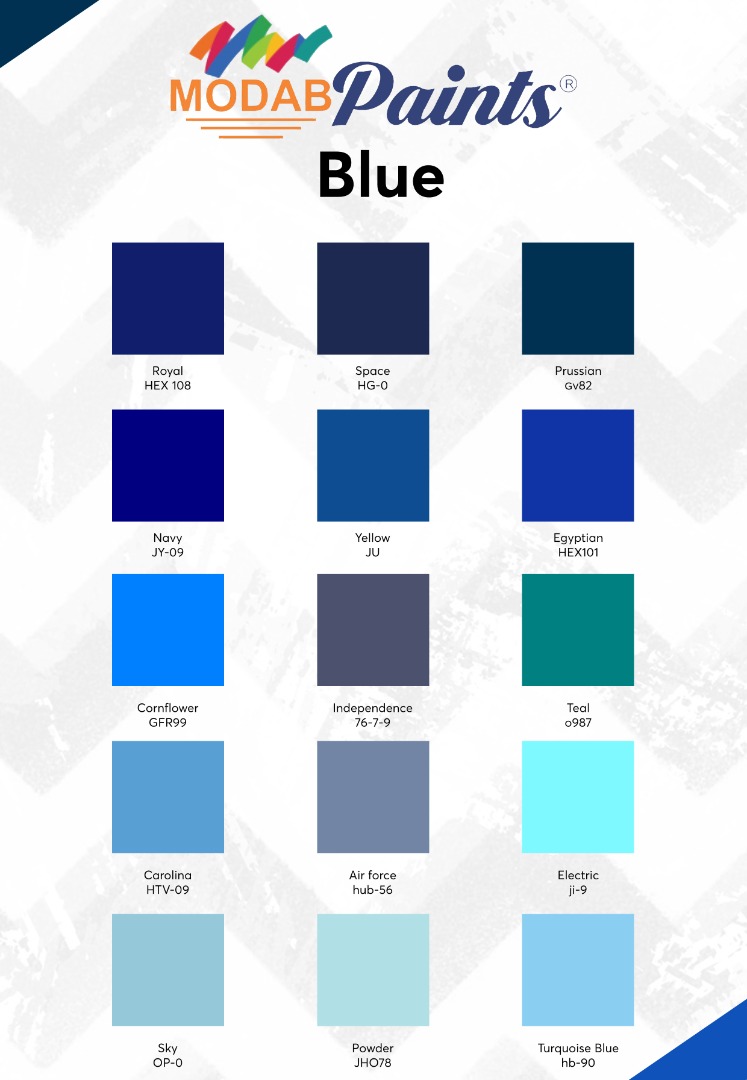 MODAB Paints ®
Blue
Royal
HEX 108
Space
HG-0
Prussian
Gv82
Navy
JY-09
Yellow
JU
Egyptian
HEX101
Cornflower
GFR99
Independence
76-7-9
Teal
o987
Carolina
HTV-09
Air force
hub-56
Electric
ji-9
Sky
OP-0
Powder
JHO78
Turquoise Blue
hb-90